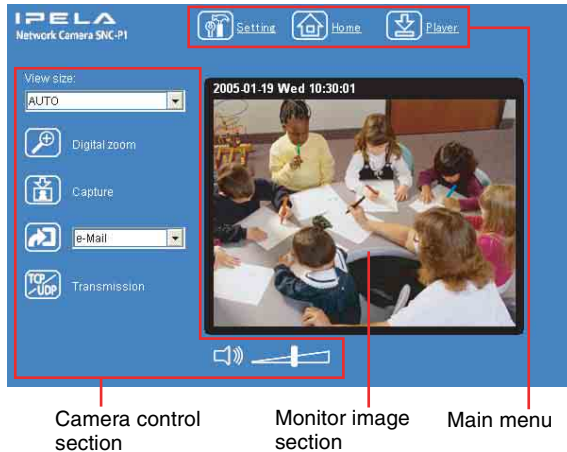 IPELA
Network Camera SNC-P1
Setting
Home
Player
View size:
AUTO
2005-01-19 Wed 10:30:01
Digital zoom
Capture
e-Mail
TCP/UDP
Transmission
Camera control section
Monitor image section
Main menu